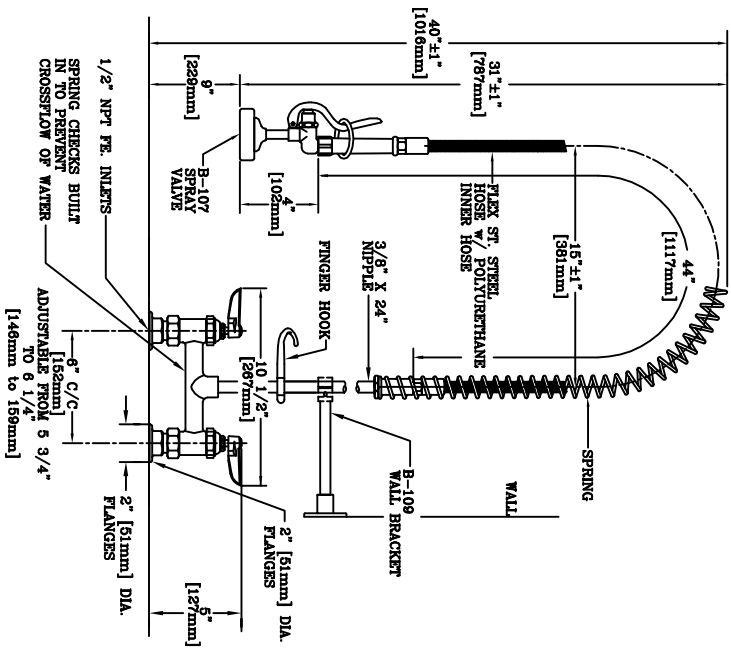 40"±1"
[1016mm]
31"±1"
[787mm]
9"
[229mm]
B-107
SPRAY
VALVE
4"
[102mm]
FLEX ST. STEEL
HOSE w/ POLYURETHANE
INNER HOSE
15"±1"
[381mm]
44"
[1117mm]
1/2" NPT FE. INLETS
SPRING CHECKS BUILT
IN TO PREVENT
CROSSFLOW OF WATER
3/8" X 24"
NIPPLE
FINGER HOOK
10 1/2"
[267mm]
6" C/C
[152mm]
ADJUSTABLE FROM 5 3/4"
TO 6 1/4"
[146mm to 159mm]
SPRING
WALL
B-109
WALL BRACKET
2" [51mm] DIA.
FLANGES
2" [51mm] DIA.
FLANGES
5"
[127mm]